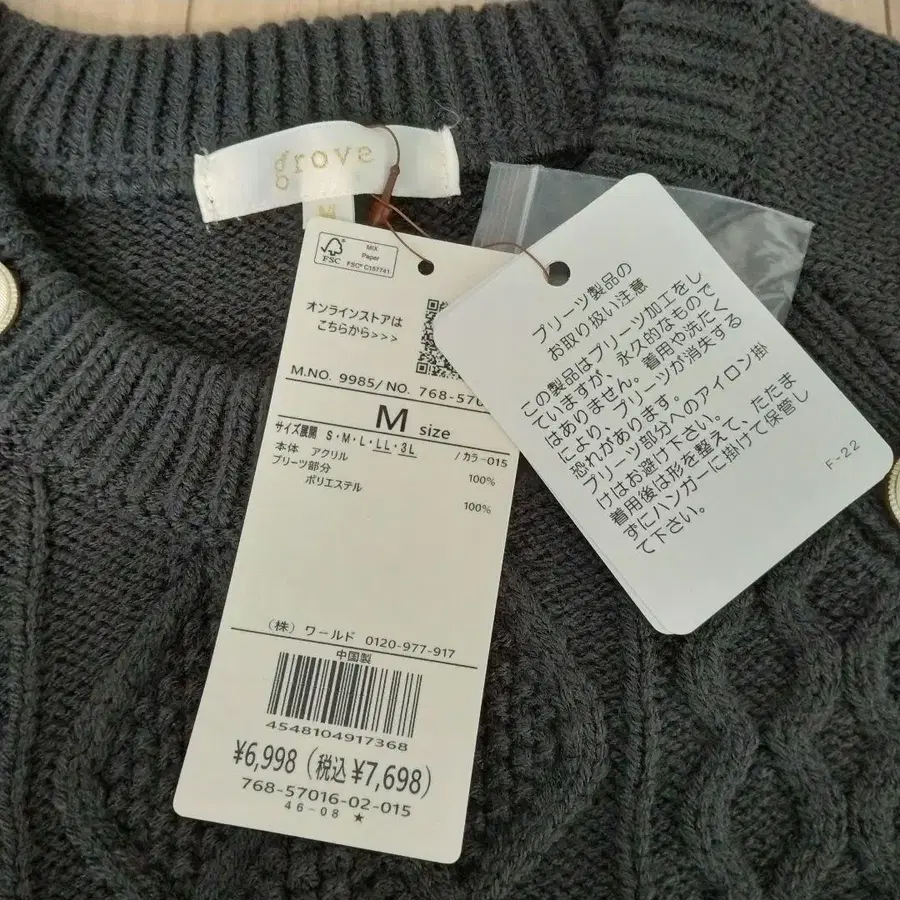 grove
M
FSC
MIX
Paper
FSC® C157741
オンラインストアは
こちらから>>>
M.NO. 9985/NO. 768-570
M size
サイズ展開 S・M・L・LL・3L
/カラー015
本体 アクリル 100%
プリーツ部分
ポリエステル 100%
(株) ワールド 0120-977-917
中国製
4548104917368
¥6,998 (税込¥7,698)
768-57016-02-015
46-08 ★
プリーツ製品の
お取り扱い注意
この製品はプリーツ加工をし
ていますが、永久的なもので
はありません。着用や洗たく
により、プリーツが消失する
恐れがあります。
プリーツ部分へのアイロン掛
けはお避け下さい。
着用後は形を整えて、たたま
ずにハンガーに掛けて保管し
て下さい。
F-22